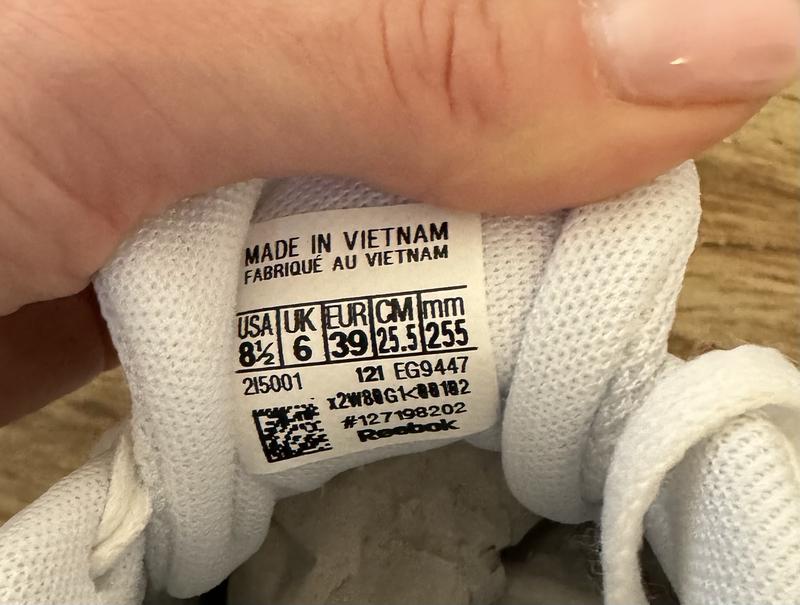 MADE IN VIETNAM
FABRIQUÉ AU VIETNAM
USA UK EUR CM mm
8½ 6 39 25.5 255
2I5001 121 EG9447
#127198202
Reebok